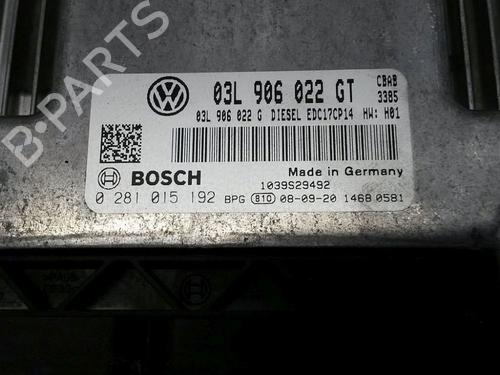 03L 906 022 GT CBAB
3385
03L 906 022 G DIESEL EDC17CP14 HW: H01
Made in Germany
BOSCH 1039S29492
0 281 015 192 BPG 810 08-09-20 1468 0581
B-PARTS